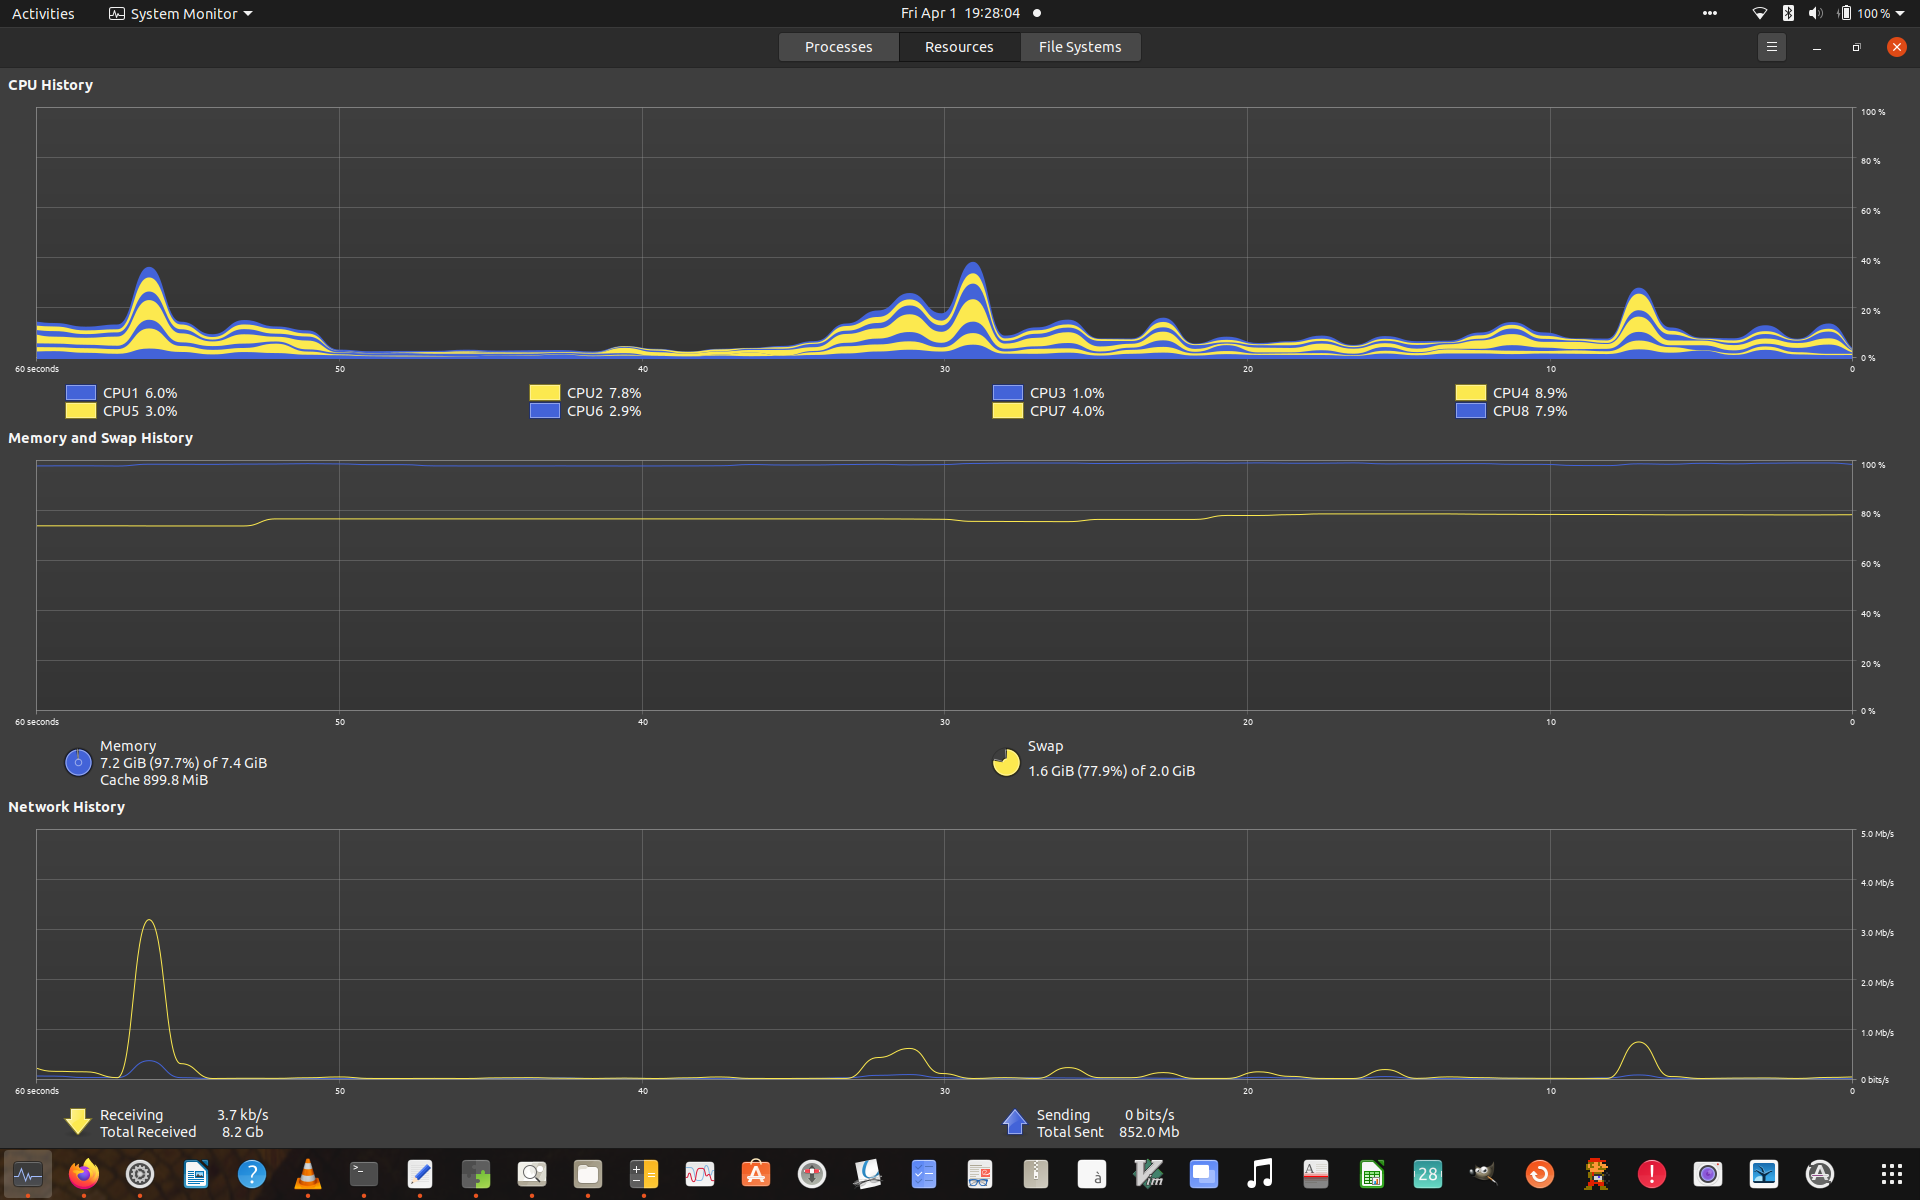 Activities System Monitor Fri Apr 1 19:28:04 100 %
Processes Resources File Systems
CPU History
100 %
80 %
60 %
40 %
20 %
0 %
60 seconds 50 40 30 20 10 0
CPU1 6.0% CPU2 7.8% CPU3 1.0% CPU4 8.9%
CPU5 3.0% CPU6 2.9% CPU7 4.0% CPU8 7.9%
Memory and Swap History
100 %
80 %
60 %
40 %
20 %
0 %
60 seconds 50 40 30 20 10 0
Memory
7.2 GiB (97.7%) of 7.4 GiB
Cache 899.8 MiB
Swap
1.6 GiB (77.9%) of 2.0 GiB
Network History
5.0 Mb/s
4.0 Mb/s
3.0 Mb/s
2.0 Mb/s
1.0 Mb/s
0 bits/s
60 seconds 50 40 30 20 10 0
Receiving 3.7 kb/s
Total Received 8.2 Gb
Sending 0 bits/s
Total Sent 852.0 Mb
? >_ à Vim A 28 !